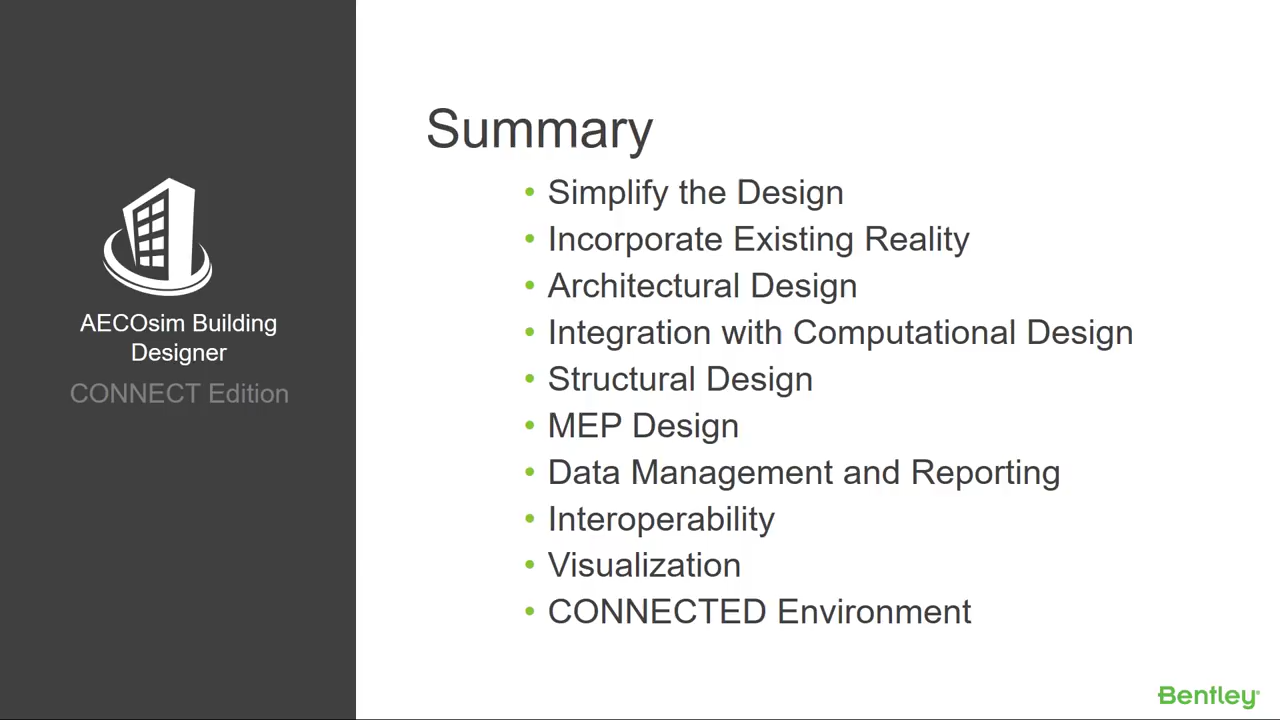 AECOsim Building
Designer
CONNECT Edition
Summary
• Simplify the Design
• Incorporate Existing Reality
• Architectural Design
• Integration with Computational Design
• Structural Design
• MEP Design
• Data Management and Reporting
• Interoperability
• Visualization
• CONNECTED Environment
Bentley®